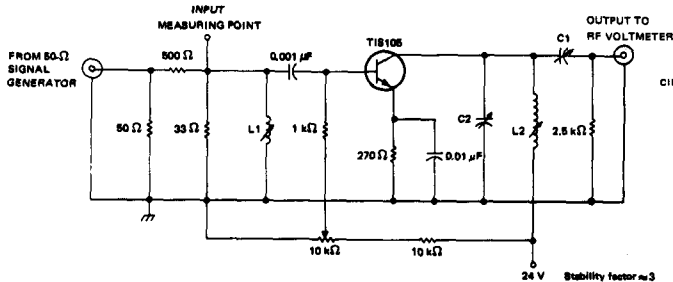 INPUT
MEASURING POINT
OUTPUT TO
RF VOLTMETER
FROM 50-Ω
SIGNAL
GENERATOR
500 Ω
0.001 µF
TIS105
C1
CII
50 Ω
33 Ω
L1
1 kΩ
270 Ω
0.01 µF
C2
L2
2.5 kΩ
10 kΩ
10 kΩ
24 V
Stability factor ≈ 3